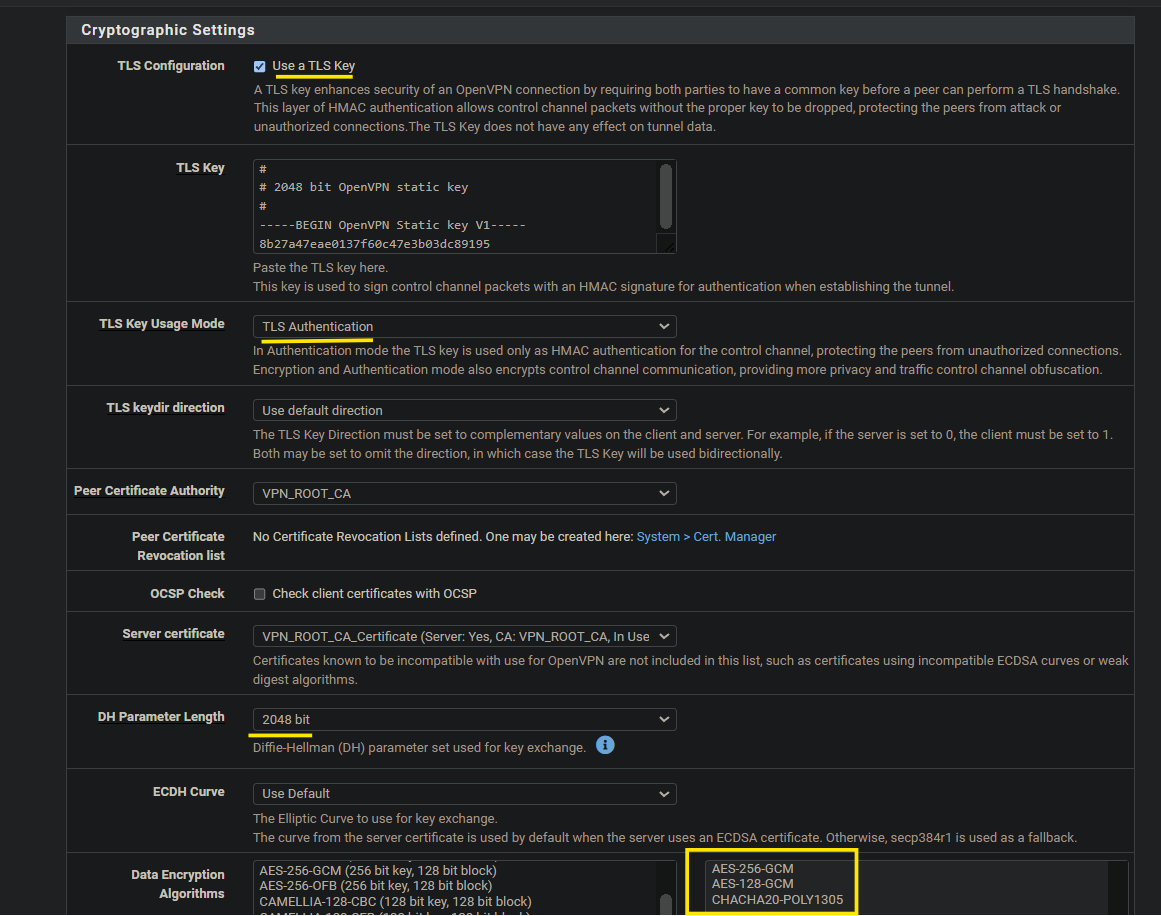 Cryptographic Settings
TLS Configuration
Use a TLS Key
A TLS key enhances security of an OpenVPN connection by requiring both parties to have a common key before a peer can perform a TLS handshake.
This layer of HMAC authentication allows control channel packets without the proper key to be dropped, protecting the peers from attack or
unauthorized connections.The TLS Key does not have any effect on tunnel data.
TLS Key
#
# 2048 bit OpenVPN static key
#
-----BEGIN OpenVPN Static key V1-----
8b27a47eae0137f60c47e3b03dc89195
Paste the TLS key here.
This key is used to sign control channel packets with an HMAC signature for authentication when establishing the tunnel.
TLS Key Usage Mode
TLS Authentication
In Authentication mode the TLS key is used only as HMAC authentication for the control channel, protecting the peers from unauthorized connections.
Encryption and Authentication mode also encrypts control channel communication, providing more privacy and traffic control channel obfuscation.
TLS keydir direction
Use default direction
The TLS Key Direction must be set to complementary values on the client and server. For example, if the server is set to 0, the client must be set to 1.
Both may be set to omit the direction, in which case the TLS Key will be used bidirectionally.
Peer Certificate Authority
VPN_ROOT_CA
Peer Certificate
Revocation list
No Certificate Revocation Lists defined. One may be created here: System > Cert. Manager
OCSP Check
Check client certificates with OCSP
Server certificate
VPN_ROOT_CA_Certificate (Server: Yes, CA: VPN_ROOT_CA, In Use
Certificates known to be incompatible with use for OpenVPN are not included in this list, such as certificates using incompatible ECDSA curves or weak
digest algorithms.
DH Parameter Length
2048 bit
Diffie-Hellman (DH) parameter set used for key exchange.
ECDH Curve
Use Default
The Elliptic Curve to use for key exchange.
The curve from the server certificate is used by default when the server uses an ECDSA certificate. Otherwise, secp384r1 is used as a fallback.
Data Encryption
Algorithms
AES-256-GCM (256 bit key, 128 bit block)
AES-256-OFB (256 bit key, 128 bit block)
CAMELLIA-128-CBC (128 bit key, 128 bit block)
AES-256-GCM
AES-128-GCM
CHACHA20-POLY1305